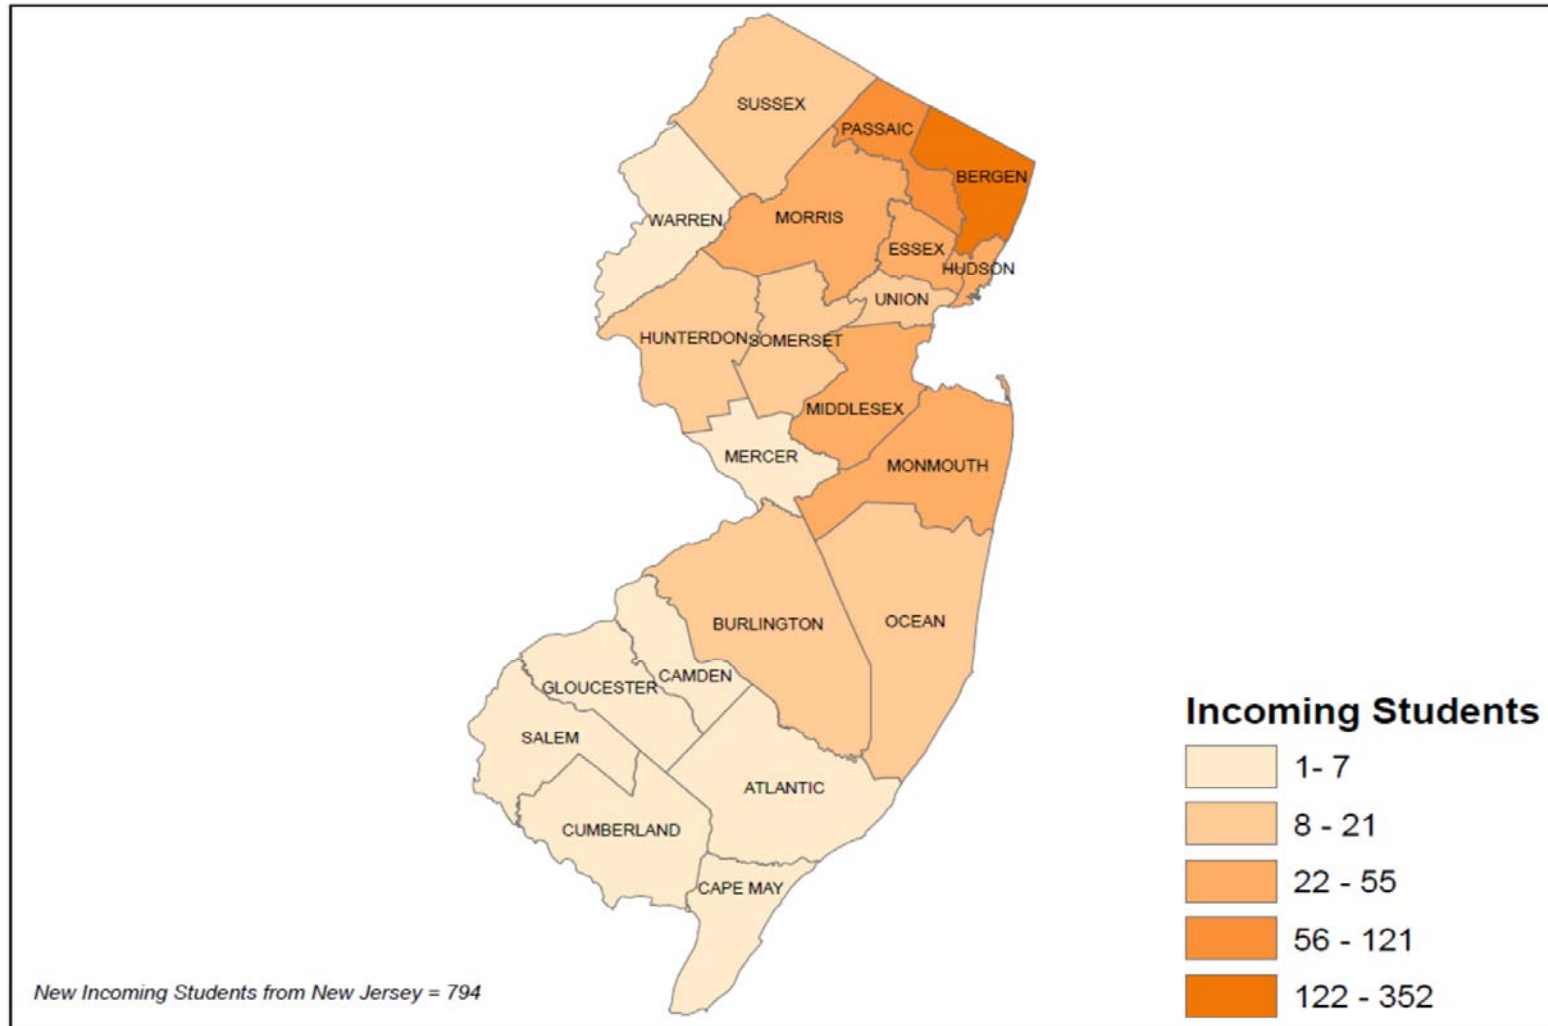 SUSSEX
PASSAIC
BERGEN
WARREN
MORRIS
ESSEX
HUDSON
UNION
HUNTERDON
SOMERSET
MIDDLESEX
MERCER
MONMOUTH
BURLINGTON
OCEAN
CAMDEN
GLOUCESTER
SALEM
ATLANTIC
CUMBERLAND
CAPE MAY
Incoming Students
1- 7
8 - 21
22 - 55
56 - 121
122 - 352
New Incoming Students from New Jersey = 794